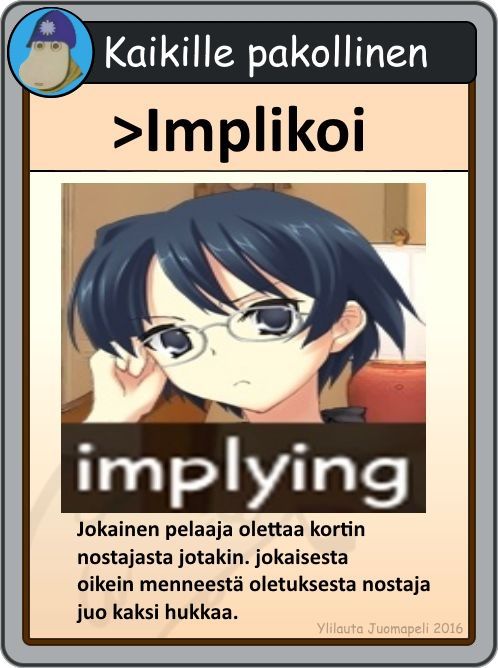 Kaikille pakollinen
>Implikoi
implying
Jokainen pelaaja olettaa kortin
nostajasta jotakin. jokaisesta
oikein menneestä oletuksesta nostaja
juo kaksi hukkaa.
Ylilauta Juomapeli 2016